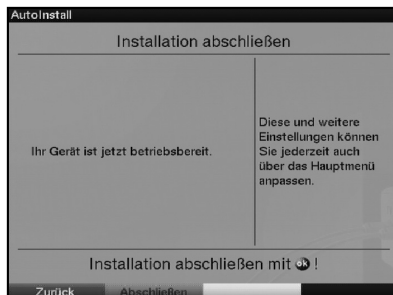 AutoInstall
Installation abschließen
Ihr Gerät ist jetzt betriebsbereit.
Diese und weitere
Einstellungen können
Sie jederzeit auch
über das Hauptmenü
anpassen.
Installation abschließen mit ok !
Zurück Abschließen